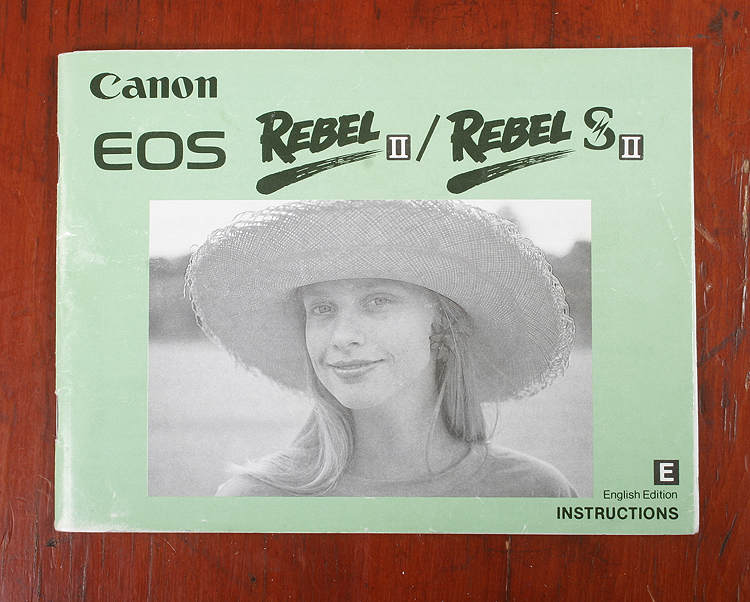 Canon
EOS REBEL II / REBEL S II
E
English Edition
INSTRUCTIONS